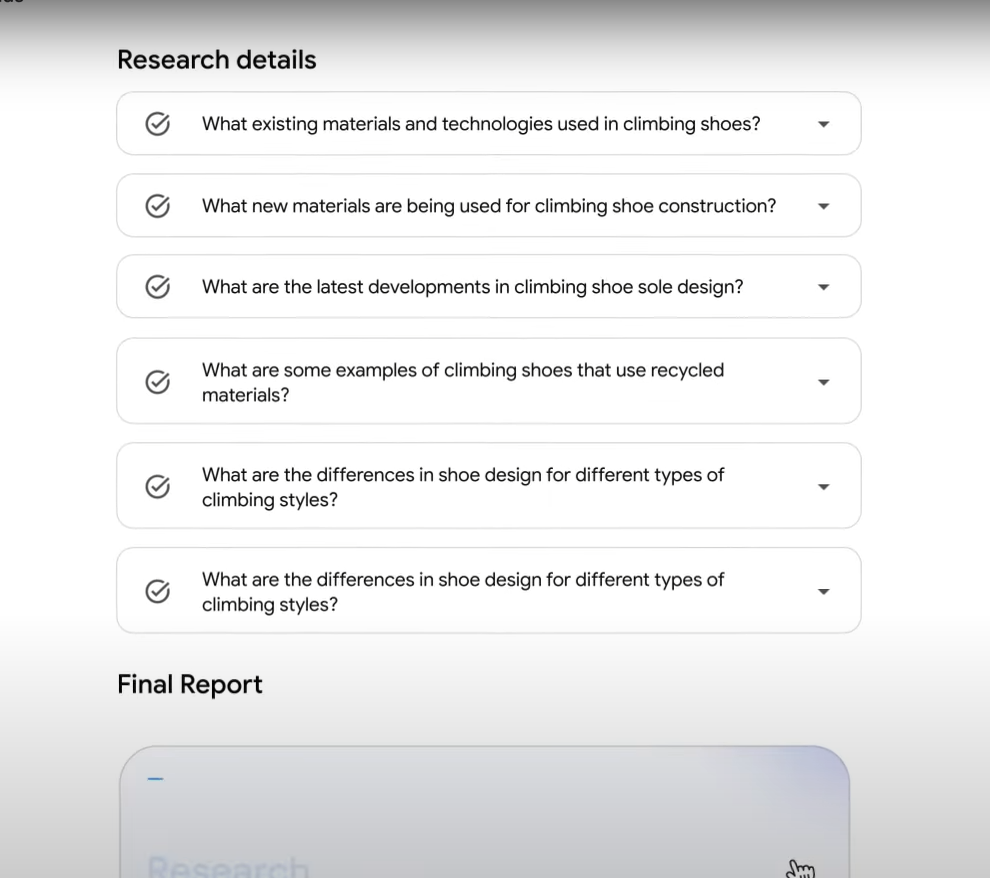 Research details
What existing materials and technologies used in climbing shoes?
What new materials are being used for climbing shoe construction?
What are the latest developments in climbing shoe sole design?
What are some examples of climbing shoes that use recycled
materials?
What are the differences in shoe design for different types of
climbing styles?
What are the differences in shoe design for different types of
climbing styles?
Final Report
Research